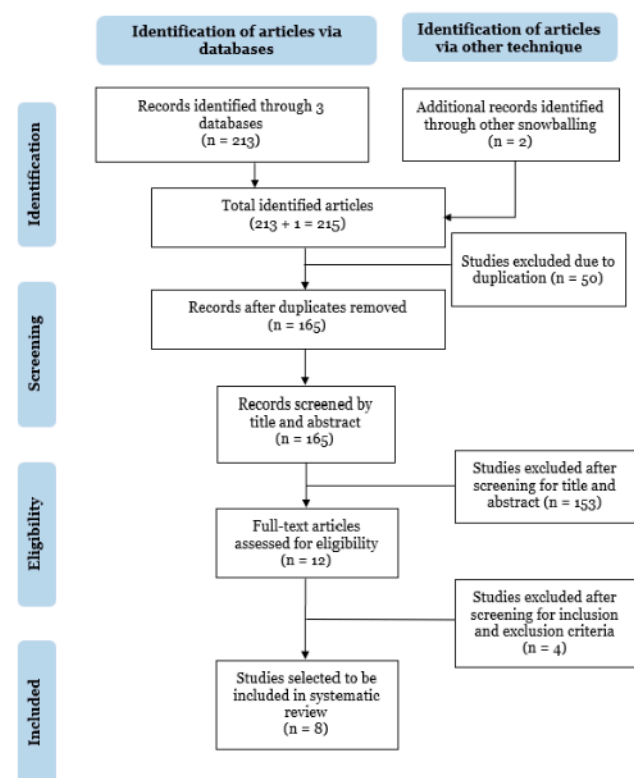 Identification of articles via
databases
Identification of articles
via other technique
Identification
Records identified through 3
databases
(n = 213)
Additional records identified
through other snowballing
(n = 2)
Total identified articles
(213 + 1 = 215)
Studies excluded due to
duplication (n = 50)
Screening
Records after duplicates removed
(n = 165)
Records screened by
title and abstract
(n = 165)
Studies excluded after
screening for title and
abstract (n = 153)
Eligibility
Full-text articles
assessed for eligibility
(n = 12)
Studies excluded after
screening for inclusion
and exclusion criteria
(n = 4)
Included
Studies selected to be
included in systematic
review
(n = 8)